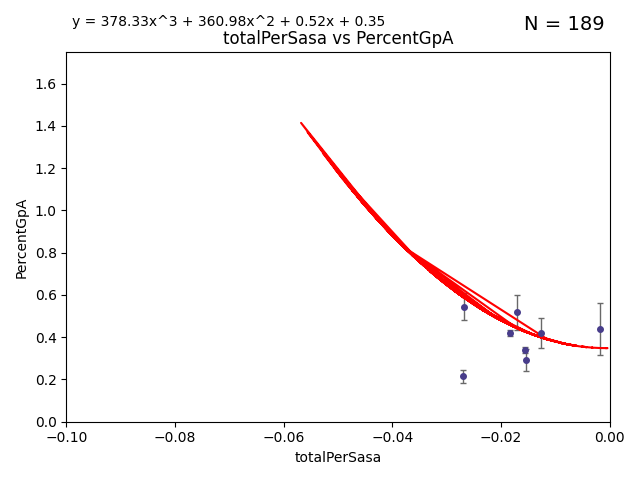 y = 378.33x^3 + 360.98x^2 + 0.52x + 0.35
N = 189
totalPerSasa vs PercentGpA
1.6
1.4
1.2
1.0
0.8
0.6
0.4
0.2
0.0
PercentGpA
−0.10 −0.08 −0.06 −0.04 −0.02 0.00
totalPerSasa